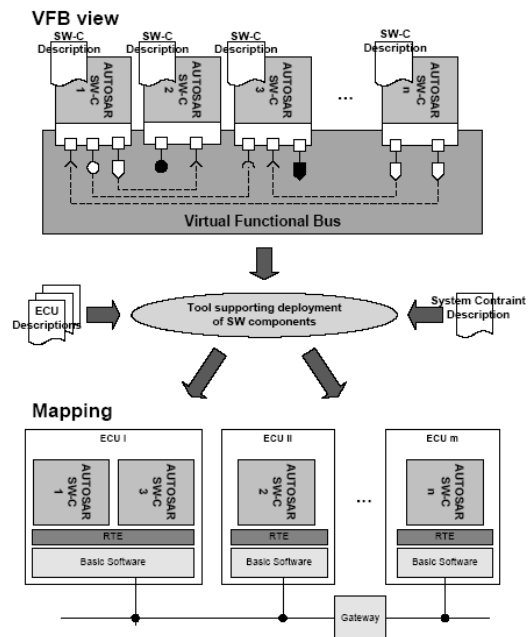 VFB view
SW-C
Description
SW-C
Description
SW-C
Description
SW-C
Description
AUTOSAR
SW-C
1
AUTOSAR
SW-C
2
AUTOSAR
SW-C
3
...
AUTOSAR
SW-C
n
Virtual Functional Bus
ECU
Descriptions
Tool supporting deployment
of SW components
System Contraint
Description
Mapping
ECU I
ECU II
ECU m
AUTOSAR
SW-C
1
AUTOSAR
SW-C
3
AUTOSAR
SW-C
2
...
AUTOSAR
SW-C
n
RTE
RTE
RTE
Basic Software
Basic Software
Basic Software
Gateway